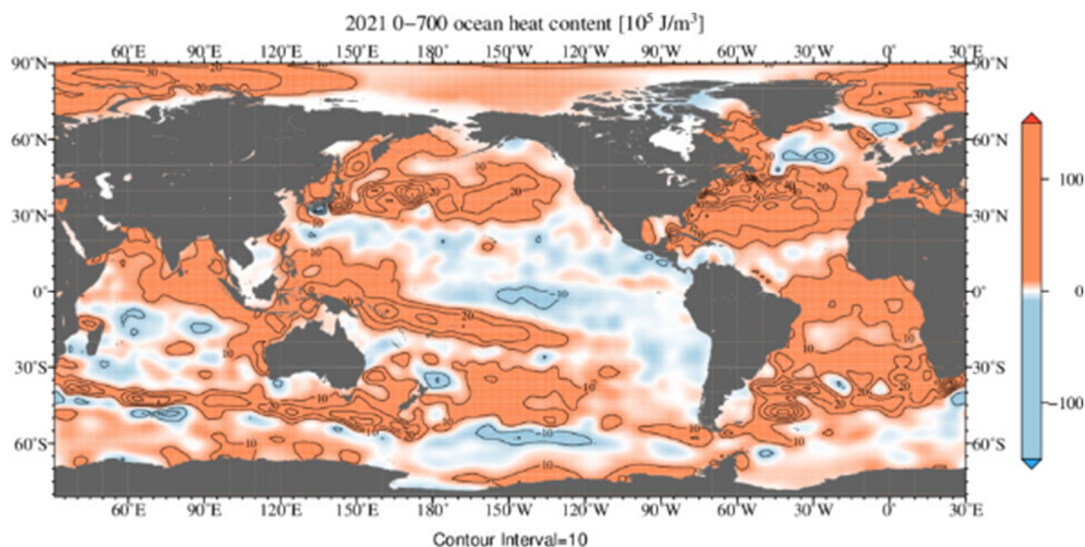 2021 0–700 ocean heat content [10⁵ J/m³]
60°E 90°E 120°E 150°E 180° 150°W 120°W 90°W 60°W 30°W 0° 30°E
90°N 90°N
60°N 60°N
30°N 30°N
0° 0°
30°S 30°S
60°S 60°S
60°E 90°E 120°E 150°E 180° 150°W 120°W 90°W 60°W 30°W 0° 30°E
100
0
−100
Contour Interval=10